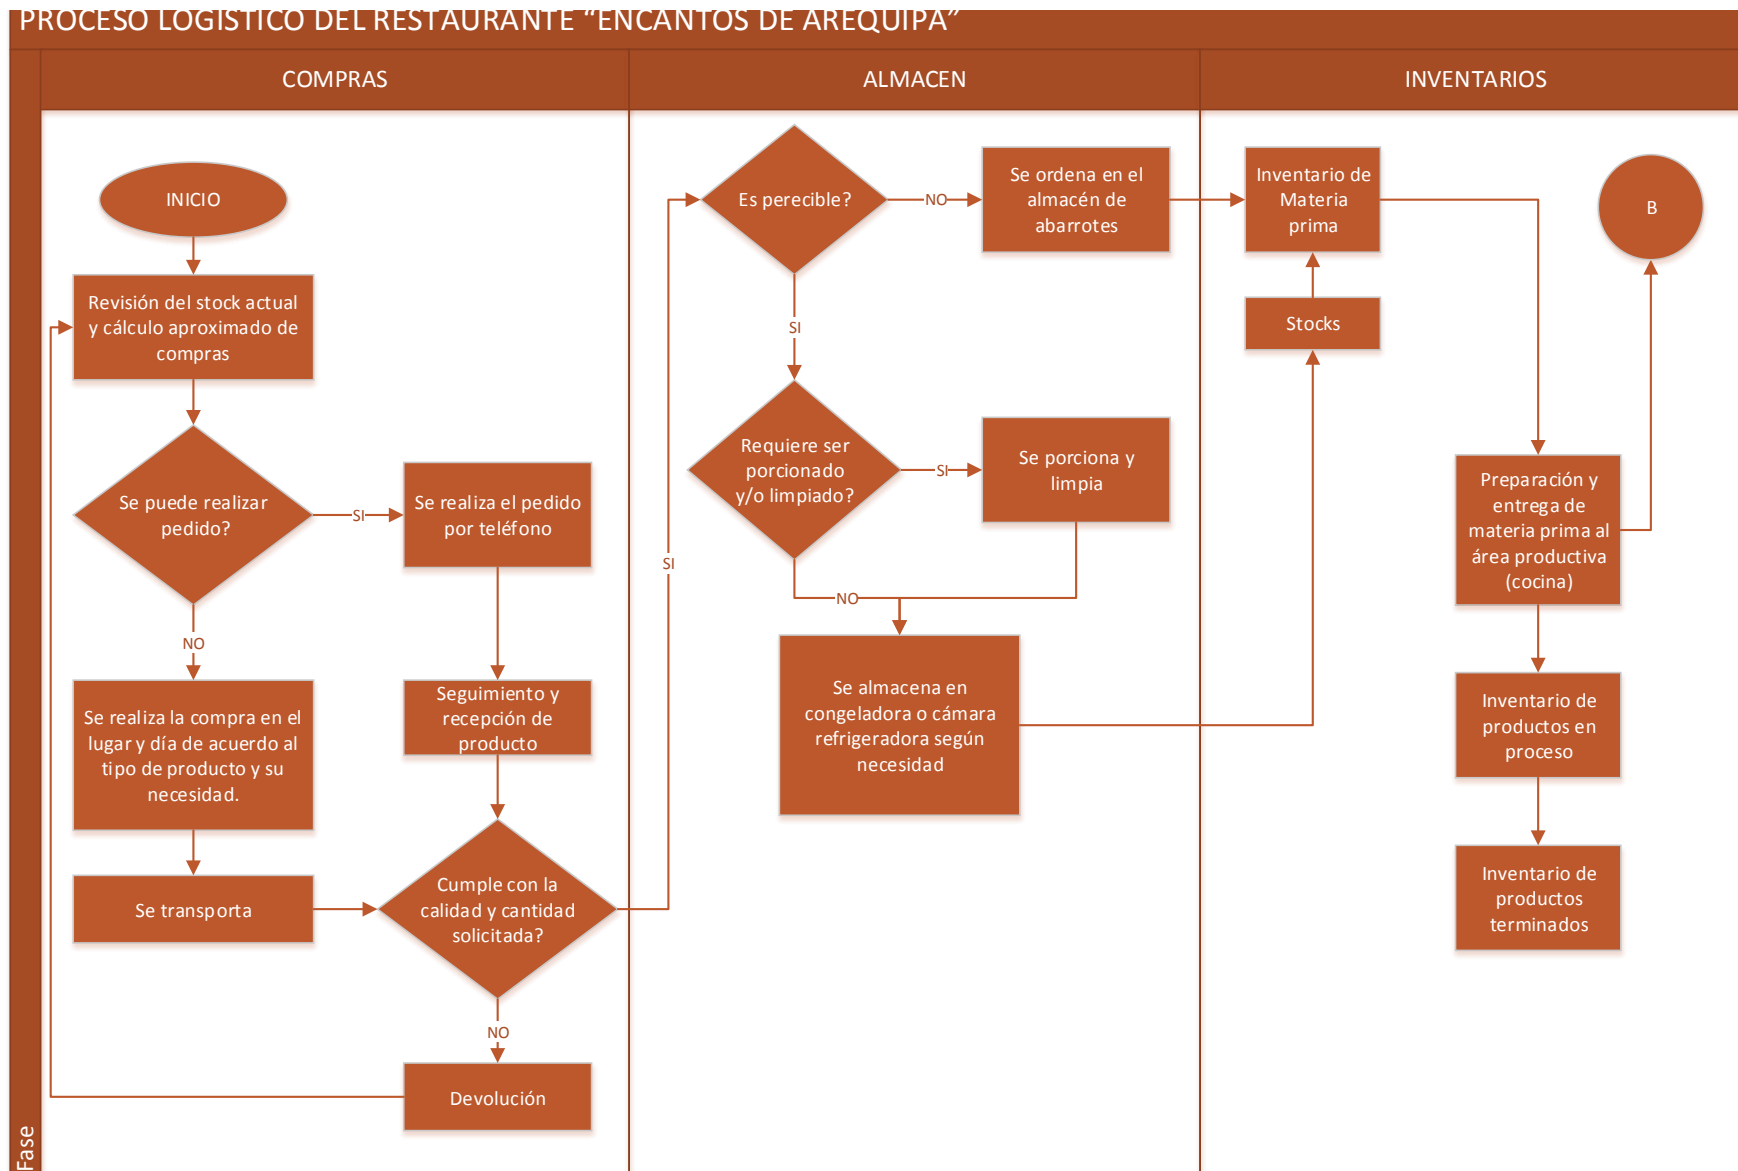 PROCESO LOGISTICO DEL RESTAURANTE “ENCANTOS DE AREQUIPA”
COMPRAS
ALMACEN
INVENTARIOS
Fase
INICIO
Revisión del stock actual
y cálculo aproximado de
compras
Se puede realizar
pedido?
SI
Se realiza el pedido
por teléfono
NO
Se realiza la compra en el
lugar y día de acuerdo al
tipo de producto y su
necesidad.
Seguimiento y
recepción de
producto
Se transporta
Cumple con la
calidad y cantidad
solicitada?
SI
NO
Devolución
Es perecible?
NO
Se ordena en el
almacén de
abarrotes
SI
Requiere ser
porcionado
y/o limpiado?
SI
Se porciona y
limpia
NO
Se almacena en
congeladora o cámara
refrigeradora según
necesidad
Inventario de
Materia
prima
Stocks
B
Preparación y
entrega de
materia prima al
área productiva
(cocina)
Inventario de
productos en
proceso
Inventario de
productos
terminados